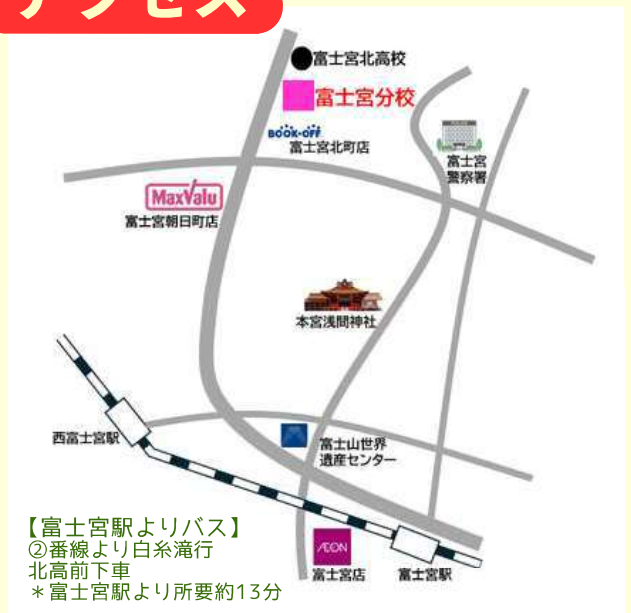 アクセス
富士宮北高校
富士宮分校
BOOK-OFF
富士宮北町店
富士宮
警察署
MaxValu
富士宮朝日町店
本宮浅間神社
西富士宮駅
富士山世界
遺産センター
【富士宮駅よりバス】
②番線より白糸滝行
北高前下車
＊富士宮駅より所要約13分
ÆON
富士宮店
富士宮駅